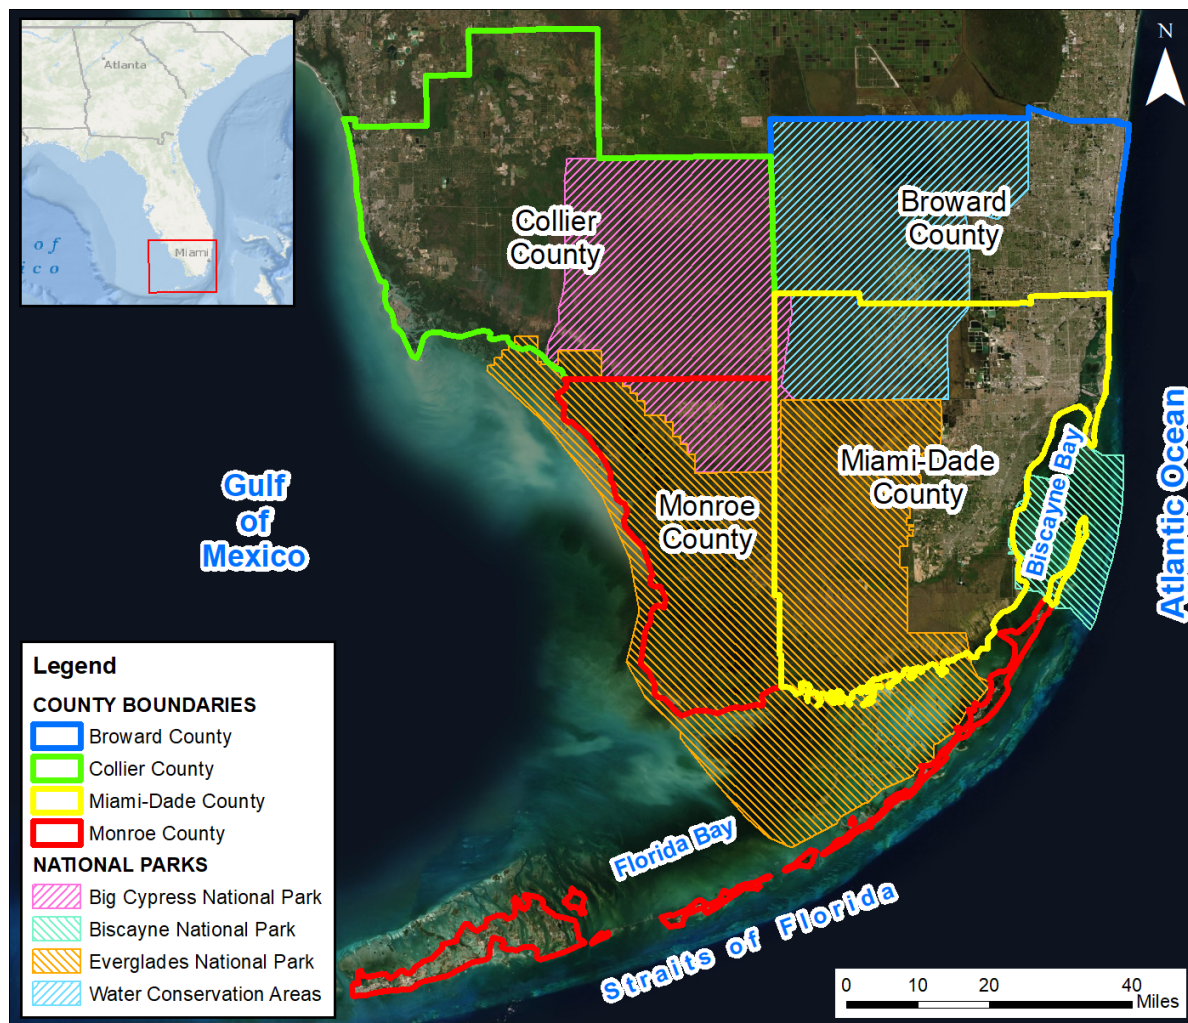 Atlanta
o f
i c o
Miami
N
Collier
County
Broward
County
Miami-Dade
County
Monroe
County
Gulf
of
Mexico
Atlantic Ocean
Biscayne Bay
Florida Bay
Straits of Florida
Legend
COUNTY BOUNDARIES
Broward County
Collier County
Miami-Dade County
Monroe County
NATIONAL PARKS
Big Cypress National Park
Biscayne National Park
Everglades National Park
Water Conservation Areas
0 10 20 40
Miles